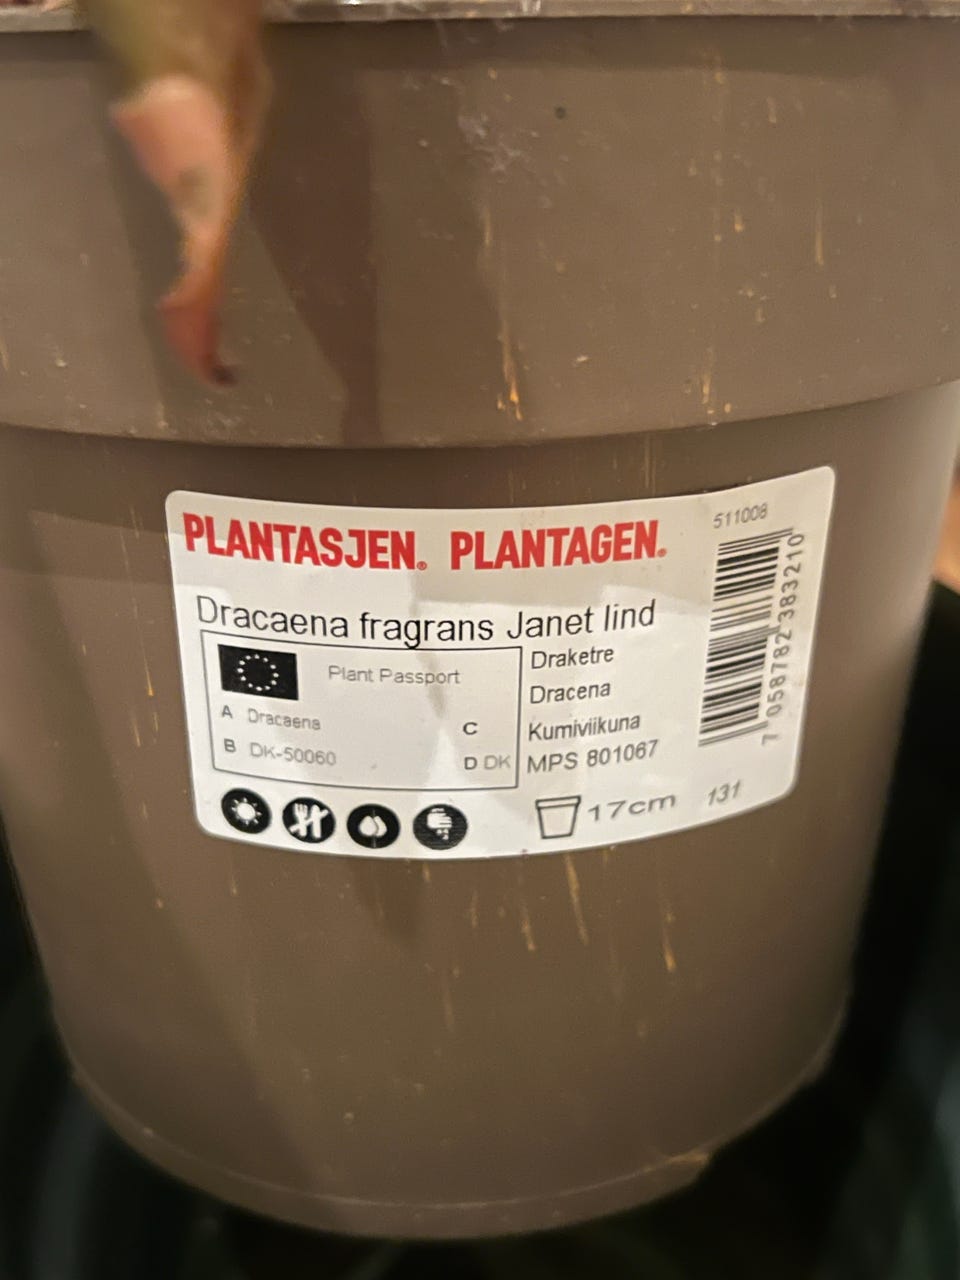 PLANTASJEN® PLANTAGEN®
511008
Dracaena fragrans Janet lind
Plant Passport
A Dracaena
C
B DK-50060
D DK
Draketre
Dracena
Kumiviikuna
MPS 801067
17cm
131
7 058782 383210